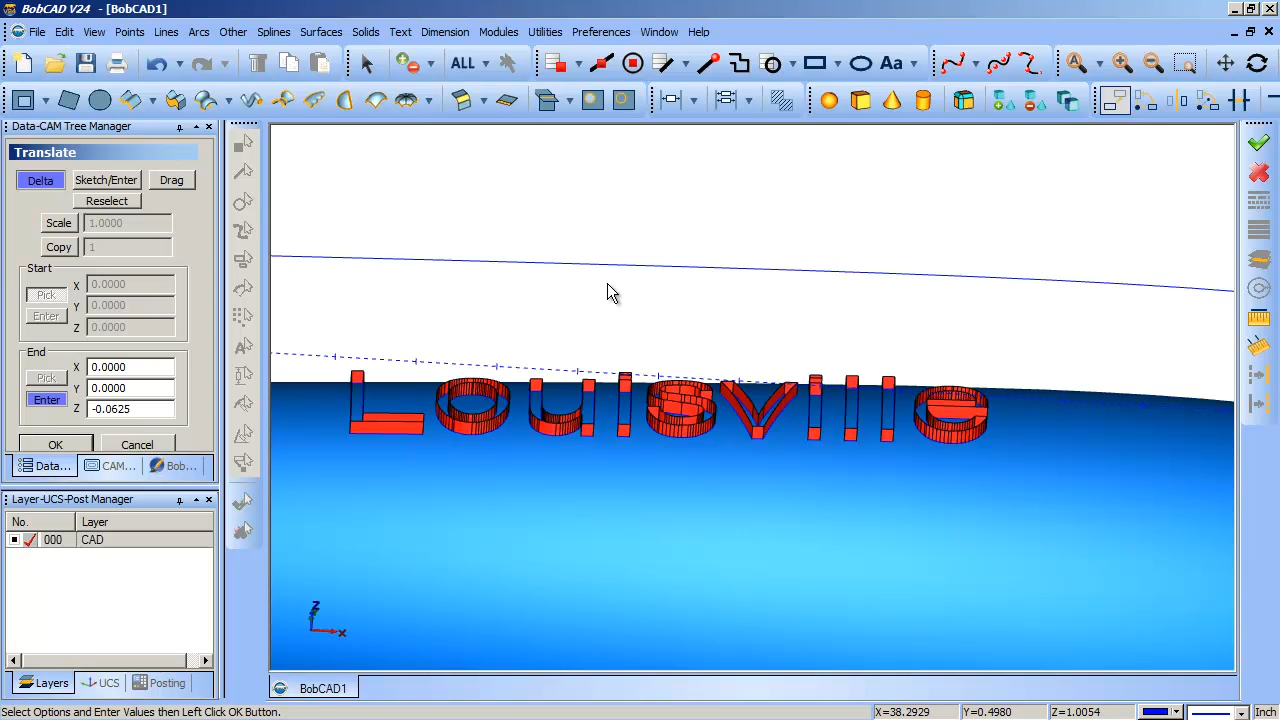 BobCAD V24 - [BobCAD1]
File Edit View Points Lines Arcs Other Splines Surfaces Solids Text Dimension Modules Utilities Preferences Window Help
ALL
Aa
Data-CAM Tree Manager
Translate
Delta Sketch/Enter Drag
Reselect
Scale 1.0000
Copy 1
Start
Pick X 0.0000
Enter Y 0.0000
Z 0.0000
End
Pick X 0.0000
Y 0.0000
Enter Z -0.0625
OK Cancel
Data... CAM... Bob...
Layer-UCS-Post Manager
No. Layer
000 CAD
Layers UCS Posting
Louisville
Z
X
BobCAD1
Select Options and Enter Values then Left Click OK Button.
X=38.2929 Y=0.4980 Z=1.0054 Inch